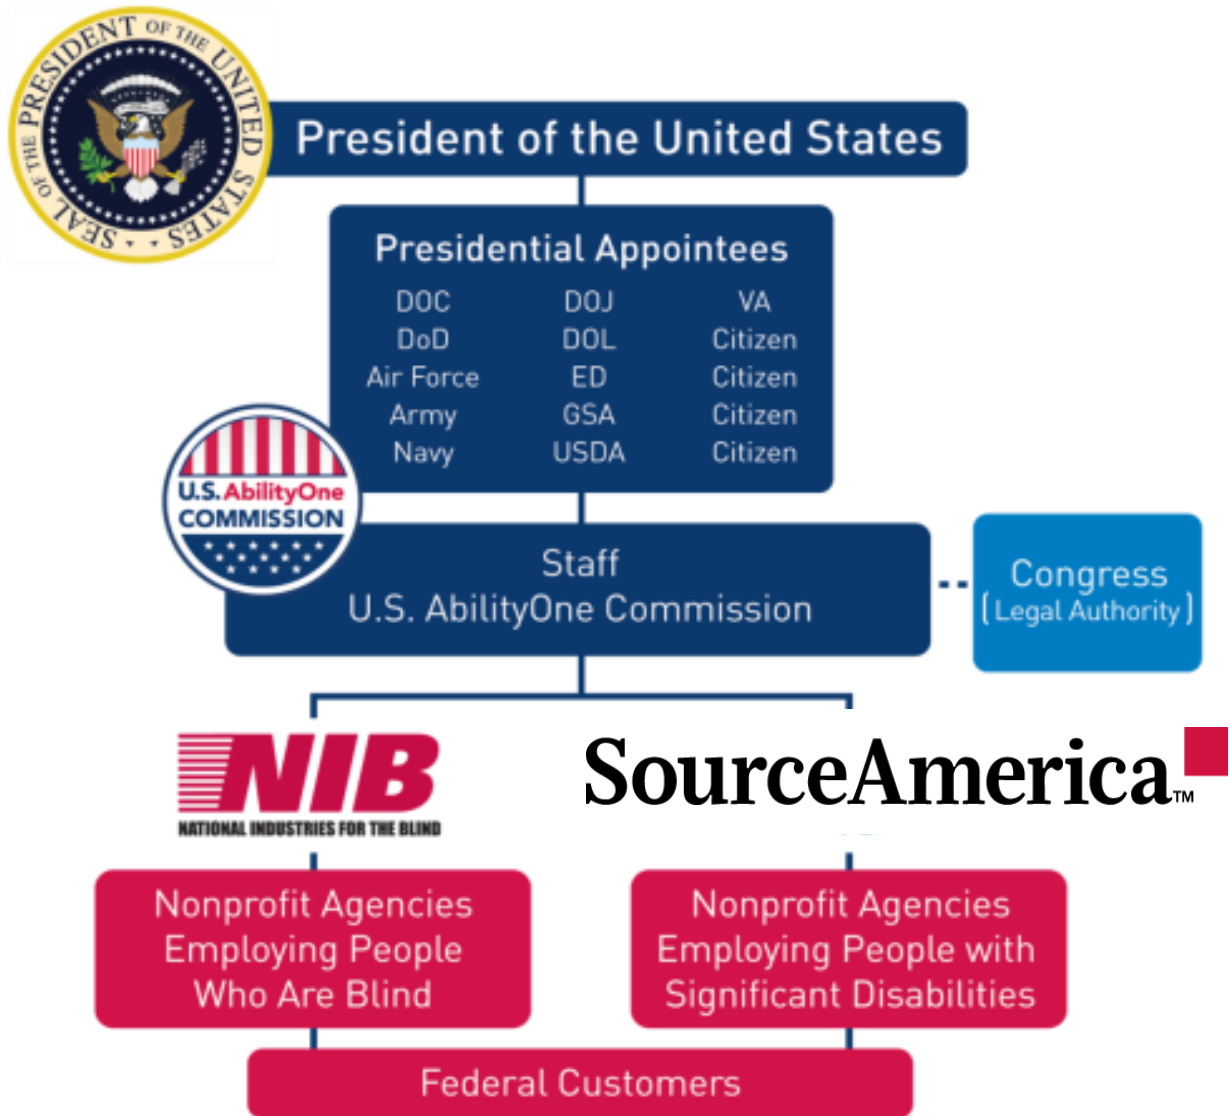 SEAL OF THE PRESIDENT OF THE UNITED STATES
President of the United States
Presidential Appointees
DOC DOJ VA
DoD DOL Citizen
Air Force ED Citizen
Army GSA Citizen
Navy USDA Citizen
U.S. AbilityOne
COMMISSION
Staff
U.S. AbilityOne Commission
Congress
(Legal Authority)
NIB
NATIONAL INDUSTRIES FOR THE BLIND
SourceAmerica™
Nonprofit Agencies
Employing People
Who Are Blind
Nonprofit Agencies
Employing People with
Significant Disabilities
Federal Customers